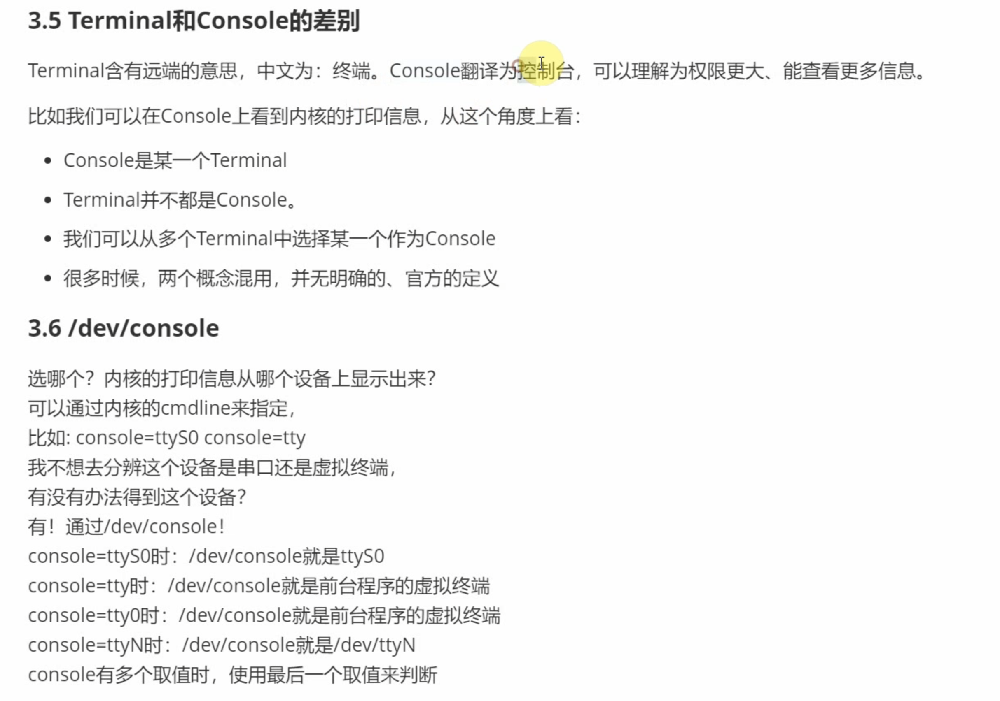 3.5 Terminal和Console的差别
Terminal含有远端的意思，中文为：终端。Console翻译为控制台，可以理解为权限更大、能查看更多信息。
比如我们可以在Console上看到内核的打印信息，从这个角度上看：
• Console是某一个Terminal
• Terminal并不都是Console。
• 我们可以从多个Terminal中选择某一个作为Console
• 很多时候，两个概念混用，并无明确的、官方的定义
3.6 /dev/console
选哪个？内核的打印信息从哪个设备上显示出来？
可以通过内核的cmdline来指定，
比如: console=ttyS0 console=tty
我不想去分辨这个设备是串口还是虚拟终端，
有没有办法得到这个设备？
有！通过/dev/console！
console=ttyS0时：/dev/console就是ttyS0
console=tty时：/dev/console就是前台程序的虚拟终端
console=tty0时：/dev/console就是前台程序的虚拟终端
console=ttyN时：/dev/console就是/dev/ttyN
console有多个取值时，使用最后一个取值来判断